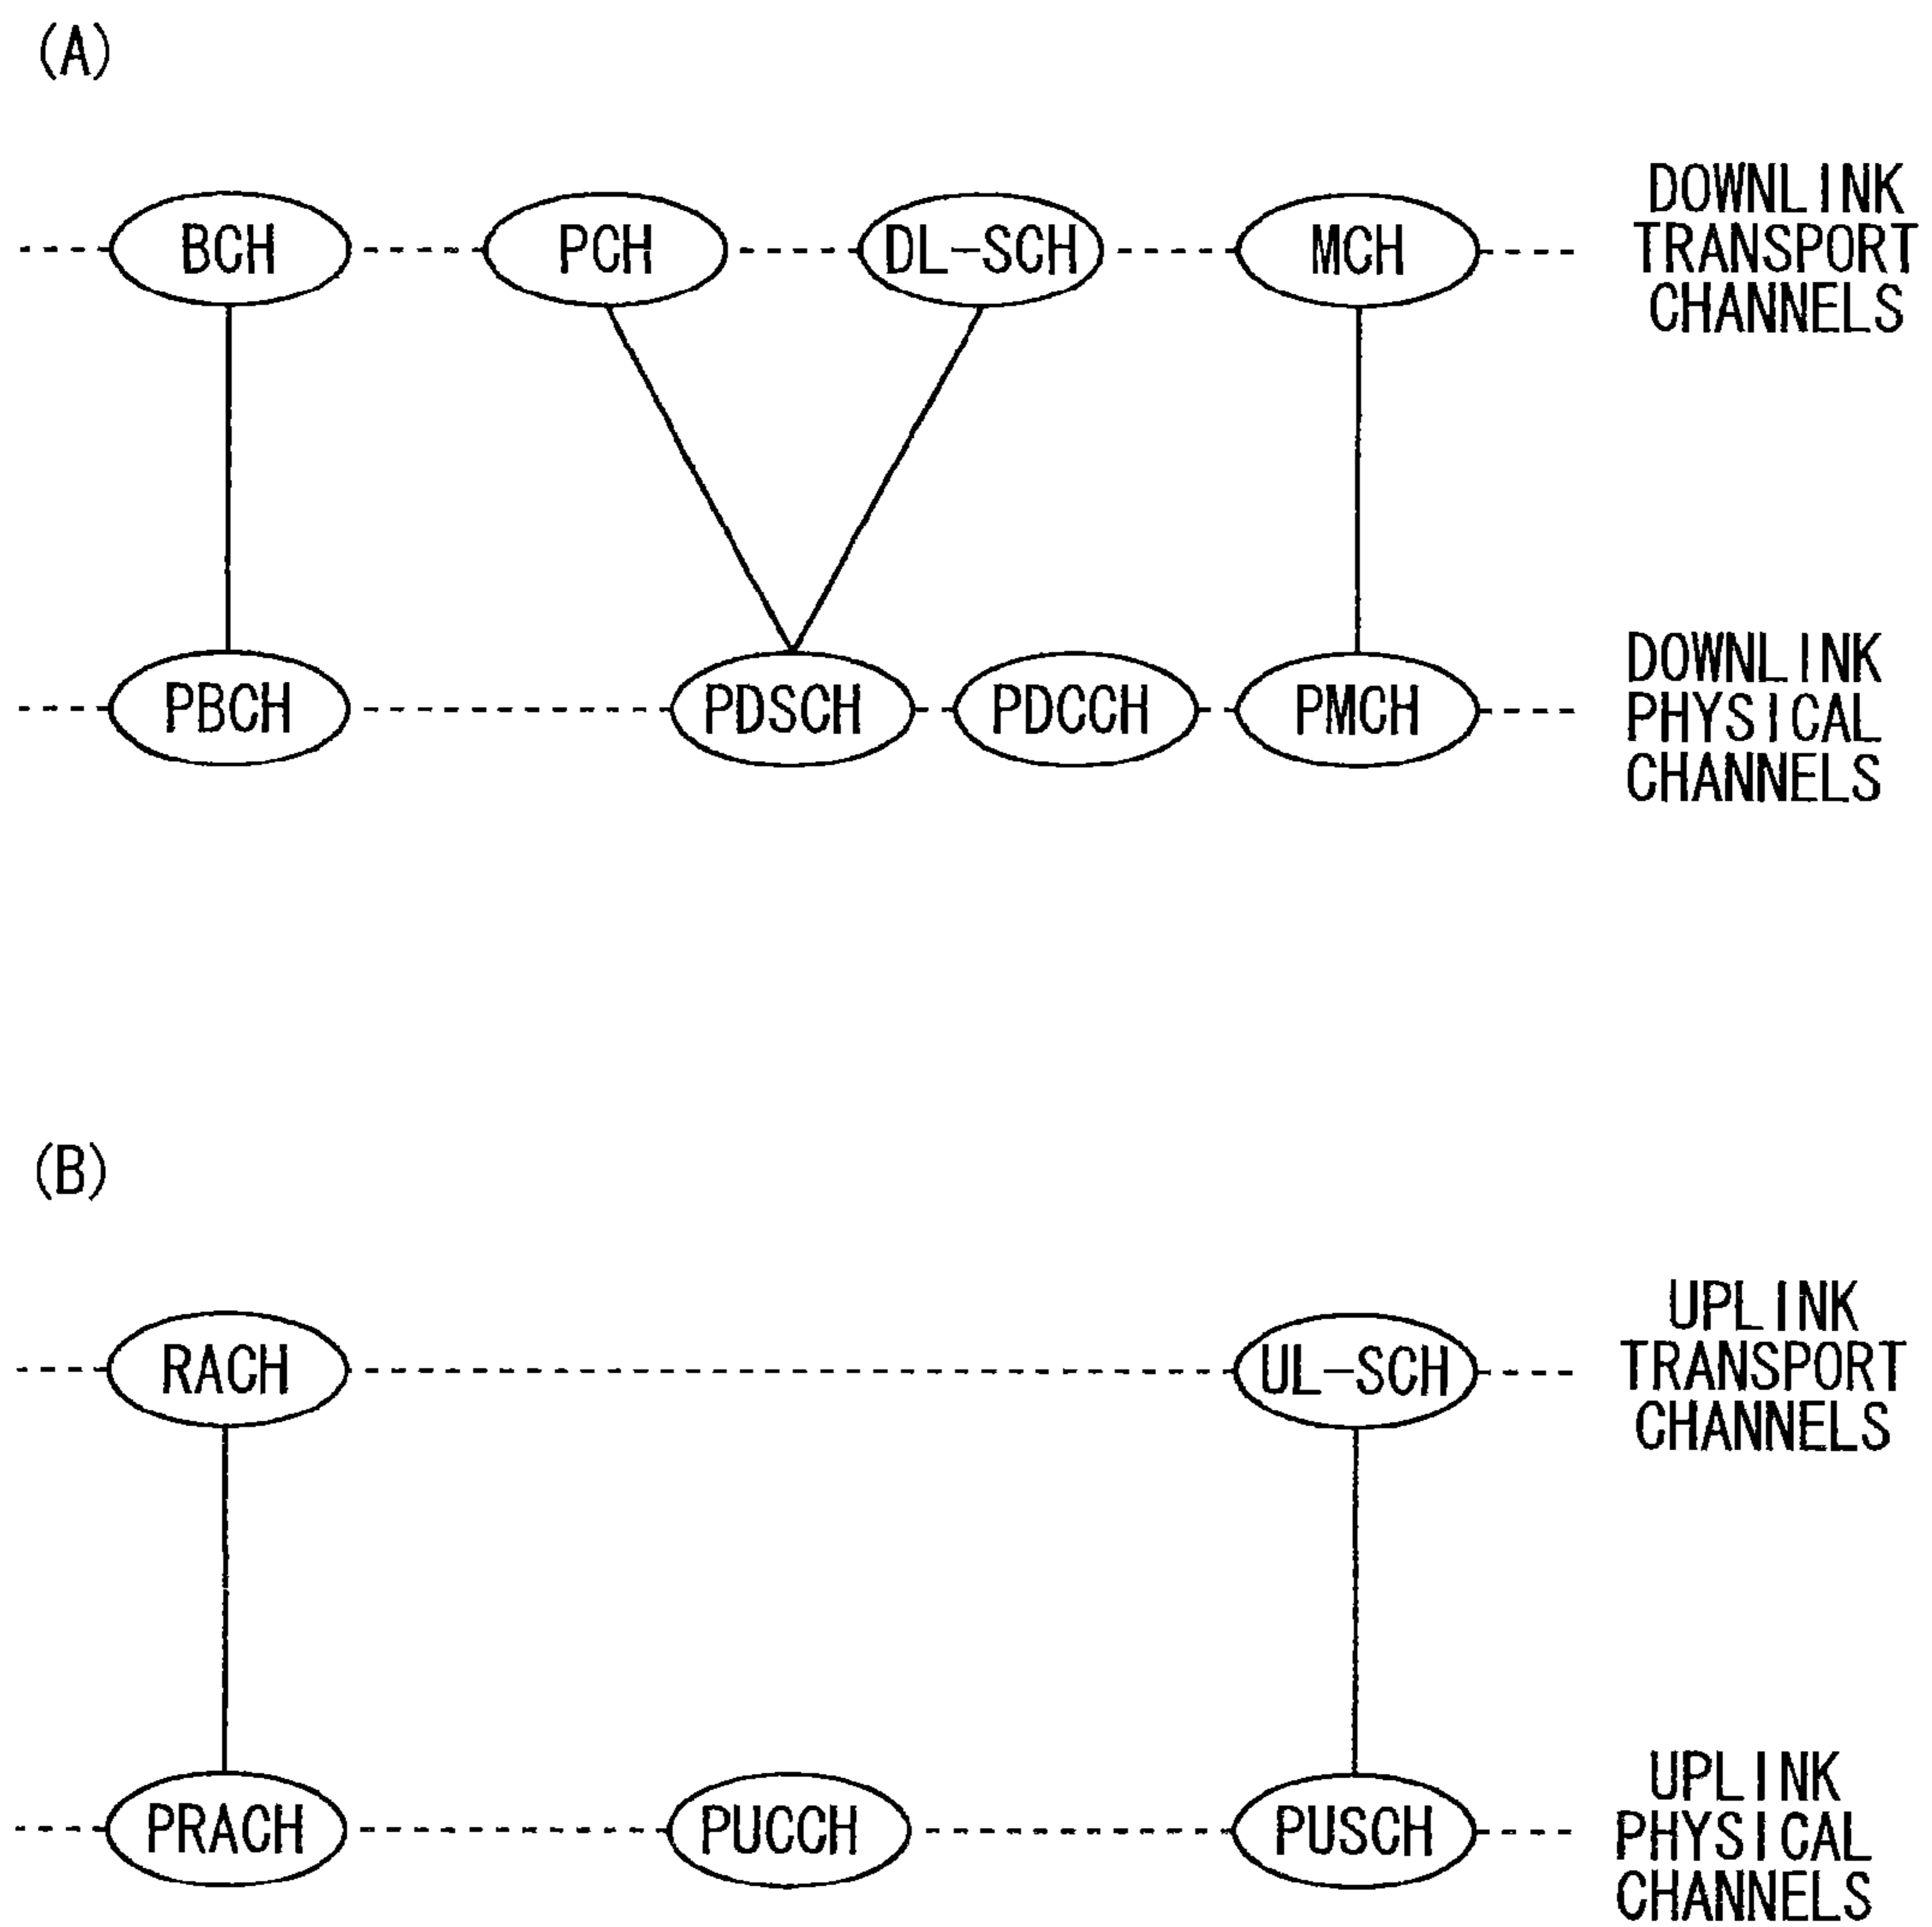 (A)
BCH PCH DL-SCH MCH
DOWNLINK
TRANSPORT
CHANNELS
PBCH PDSCH PDCCH PMCH
DOWNLINK
PHYSICAL
CHANNELS
(B)
RACH UL-SCH
UPLINK
TRANSPORT
CHANNELS
PRACH PUCCH PUSCH
UPLINK
PHYSICAL
CHANNELS